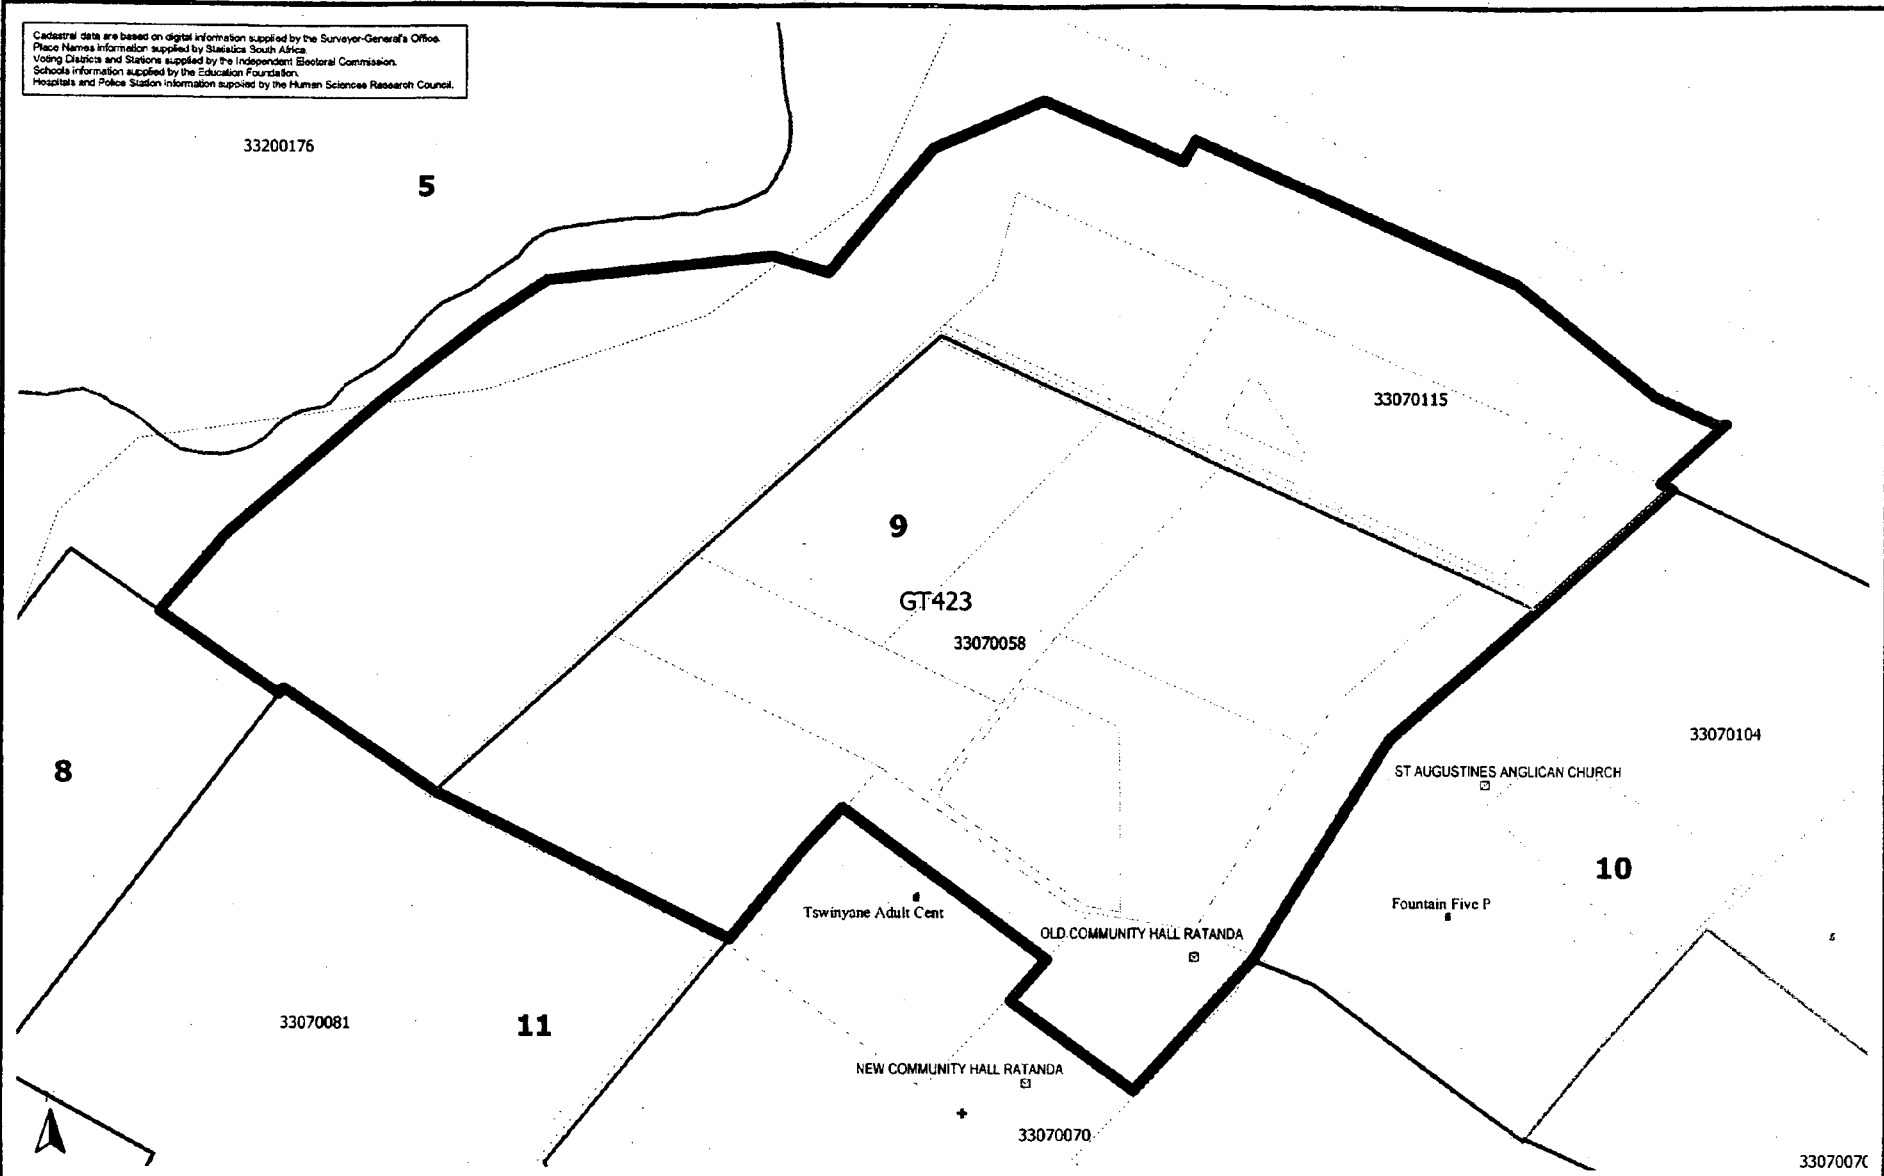 Cadastral data are based on digital information supplied by the Surveyor-General's Office.
Place Names information supplied by Statistics South Africa.
Voting Districts and Stations supplied by the Independent Electoral Commission.
Schools information supplied by the Education Foundation.
Hospitals and Police Station information supplied by the Human Sciences Research Council.
33200176
5
33070115
9
GT423
33070058
33070104
8
ST AUGUSTINES ANGLICAN CHURCH
10
Tswinyane Adult Cent
Fountain Five P
OLD COMMUNITY HALL RATANDA
33070081
11
NEW COMMUNITY HALL RATANDA
33070070
3307007